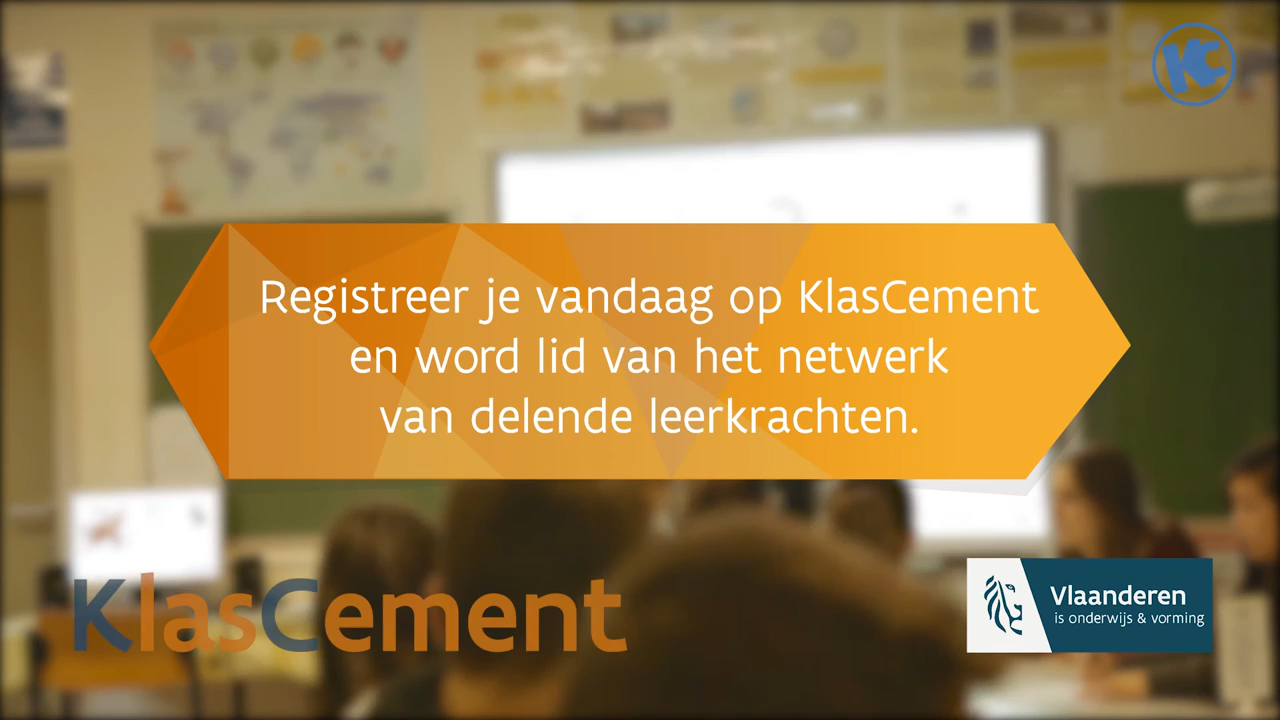 KC
Registreer je vandaag op KlasCement
en word lid van het netwerk
van delende leerkrachten.
KlasCement
Vlaanderen
is onderwijs & vorming